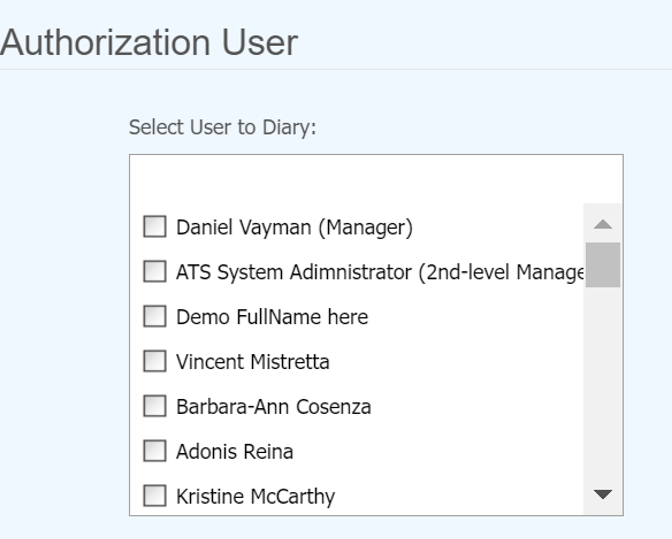 Authorization User
Select User to Diary:
Daniel Vayman (Manager)
ATS System Adimnistrator (2nd-level Manage
Demo FullName here
Vincent Mistretta
Barbara-Ann Cosenza
Adonis Reina
Kristine McCarthy